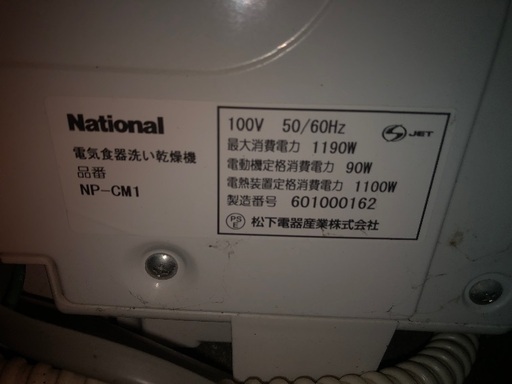 National
電気食器洗い乾燥機
品番
NP-CM1
100V 50/60Hz
JET
最大消費電力 1190W
電動機定格消費電力 90W
電熱装置定格消費電力 1100W
製造番号 601000162
PS
E
松下電器産業株式会社